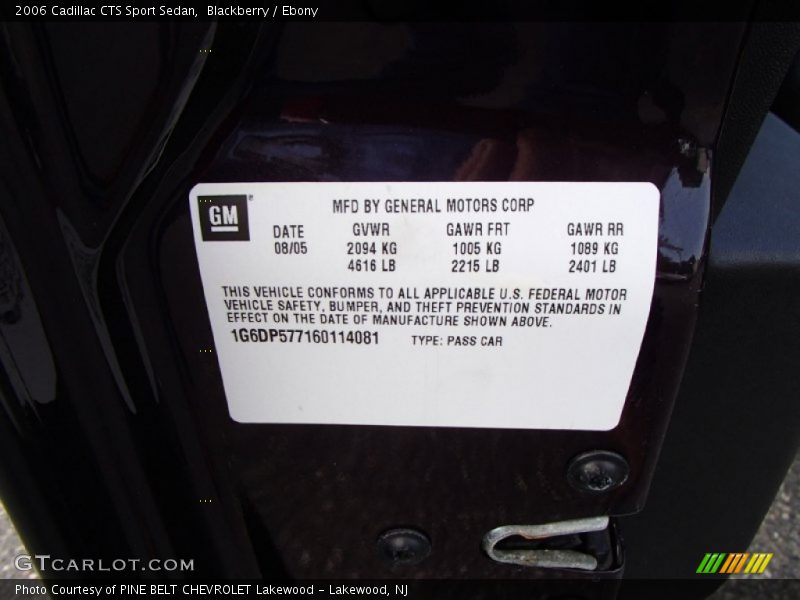 2006 Cadillac CTS Sport Sedan,  Blackberry / Ebony
GM
MFD BY GENERAL MOTORS CORP
DATE GVWR GAWR FRT GAWR RR
08/05 2094 KG 1005 KG 1089 KG
4616 LB 2215 LB 2401 LB
THIS VEHICLE CONFORMS TO ALL APPLICABLE U.S. FEDERAL MOTOR
VEHICLE SAFETY, BUMPER, AND THEFT PREVENTION STANDARDS IN
EFFECT ON THE DATE OF MANUFACTURE SHOWN ABOVE.
1G6DP577160114081 TYPE: PASS CAR
GTCARLOT.COM
Photo Courtesy of PINE BELT CHEVROLET Lakewood - Lakewood, NJ